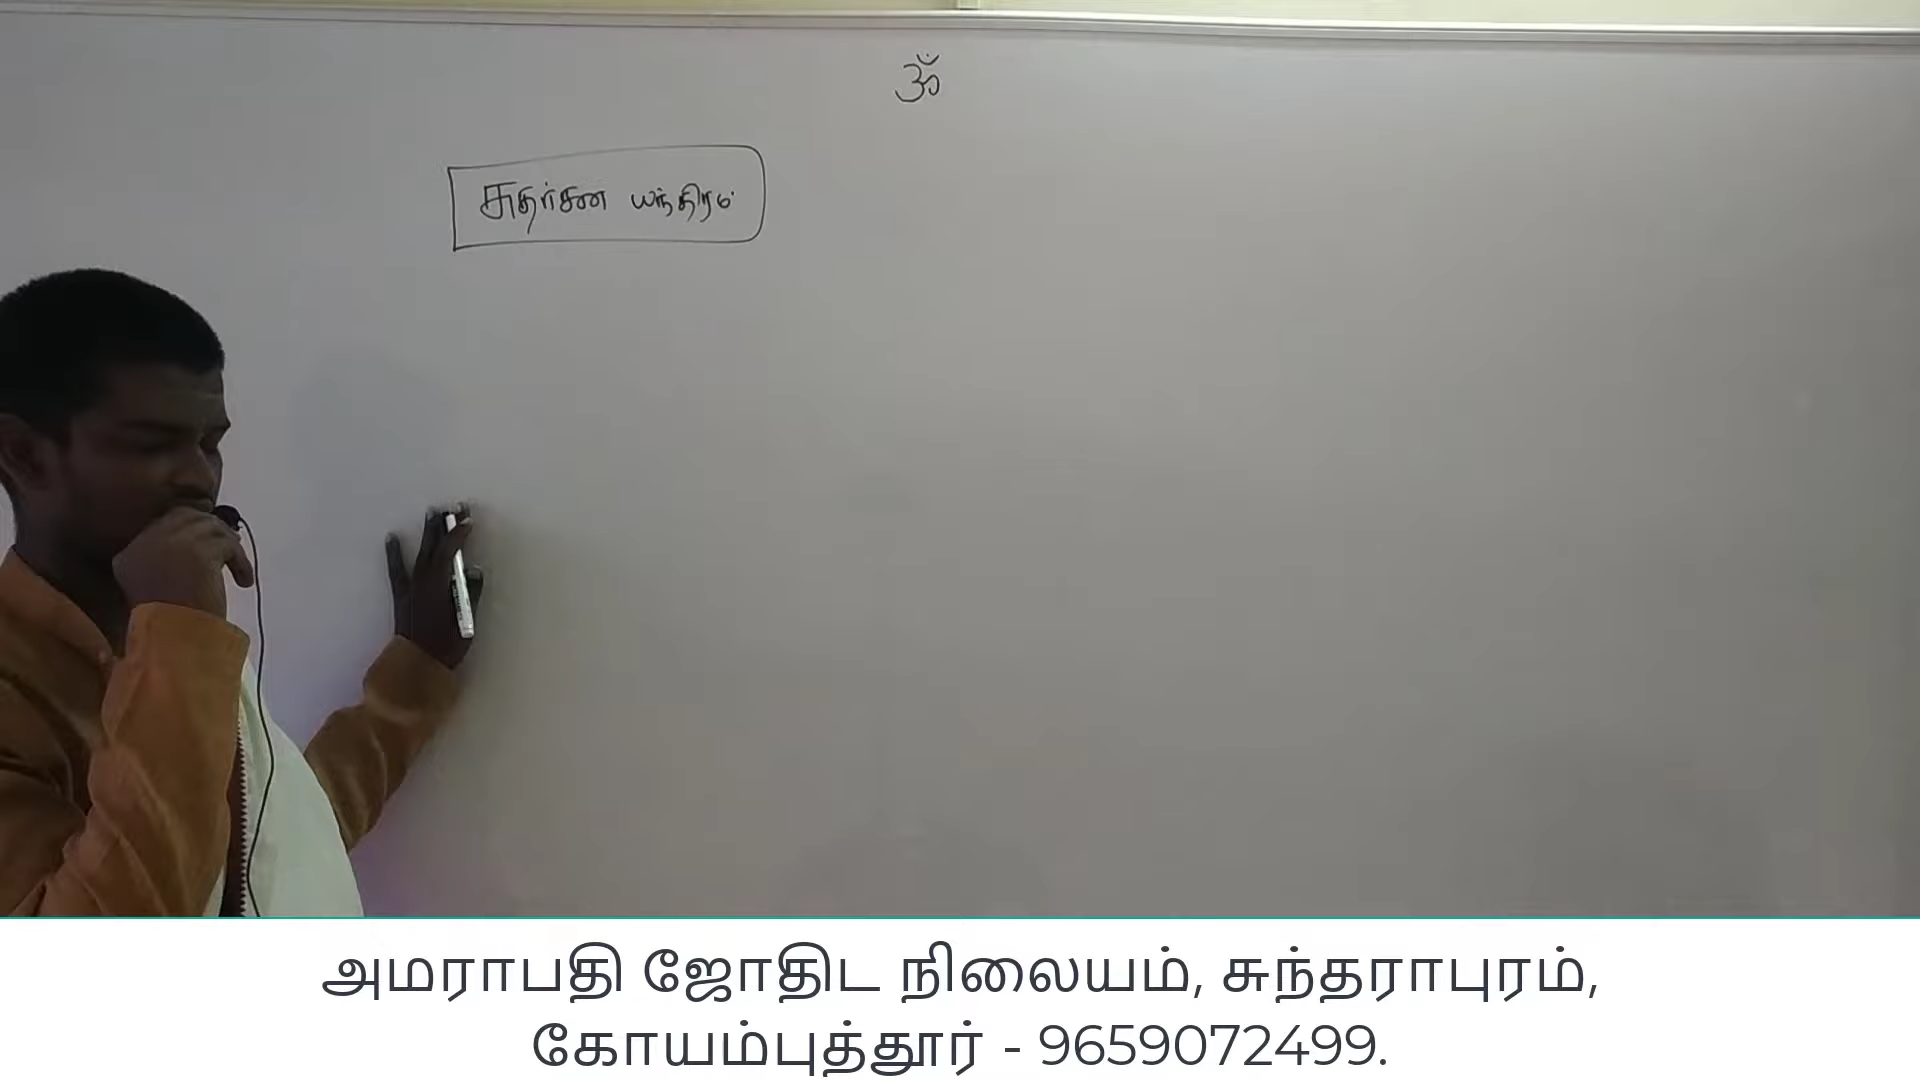 ॐ
சுதர்சன யந்திரம்
அமராபதி ஜோதிட நிலையம், சுந்தராபுரம்,
கோயம்புத்தூர் - 9659072499.